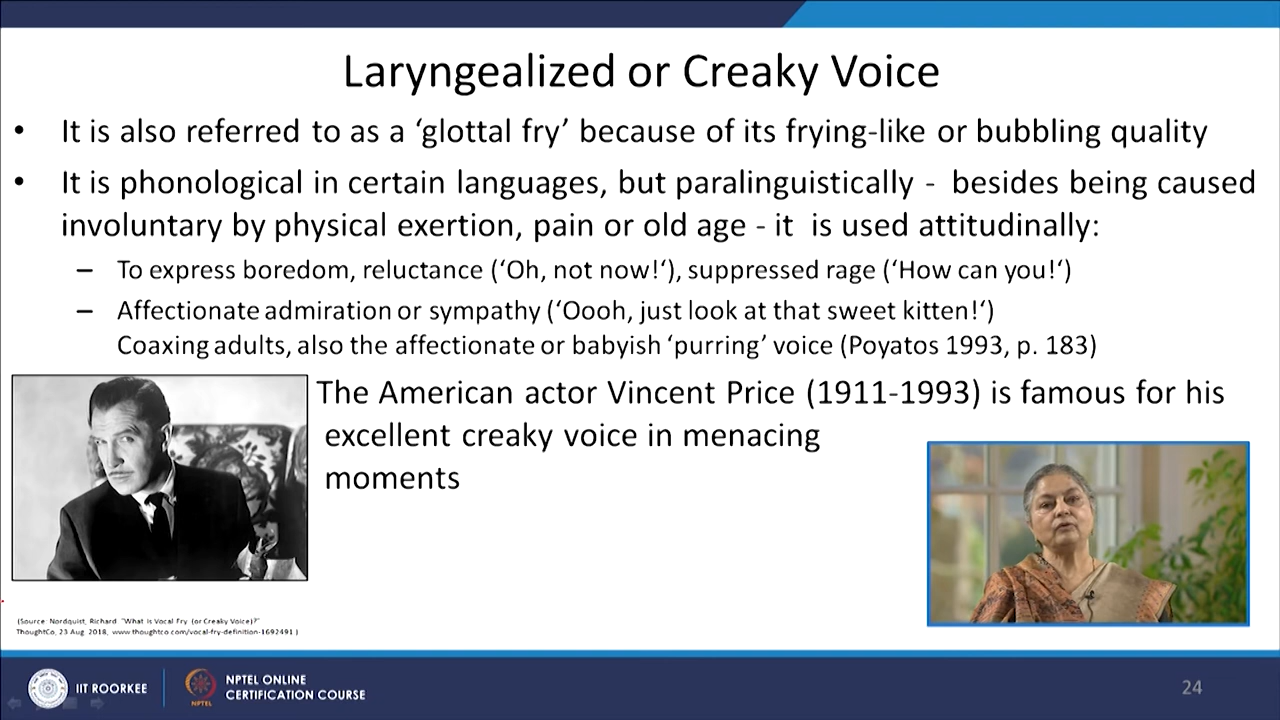 Laryngealized or Creaky Voice
• It is also referred to as a ‘glottal fry’ because of its frying-like or bubbling quality
• It is phonological in certain languages, but paralinguistically - besides being caused
involuntary by physical exertion, pain or old age - it is used attitudinally:
– To express boredom, reluctance (‘Oh, not now!‘), suppressed rage (‘How can you!‘)
– Affectionate admiration or sympathy (‘Oooh, just look at that sweet kitten!‘)
Coaxing adults, also the affectionate or babyish ‘purring’ voice (Poyatos 1993, p. 183)
The American actor Vincent Price (1911-1993) is famous for his
excellent creaky voice in menacing
moments
(Source: Nordquist, Richard. "What Is Vocal Fry (or Creaky Voice)?"
ThoughtCo, 23 Aug. 2018, www.thoughtco.com/vocal-fry-definition-1692491.)
IIT ROORKEE
NPTEL
NPTEL ONLINE
CERTIFICATION COURSE
24